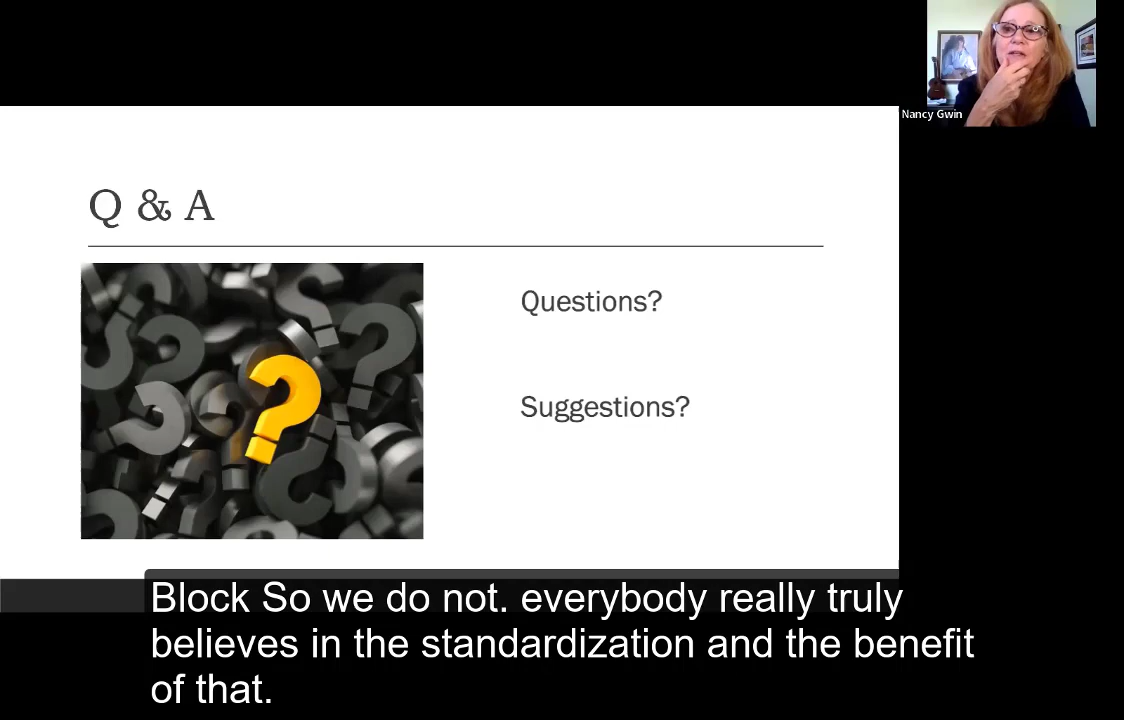 Nancy Gwin
Q & A
Questions?
Suggestions?
Block So we do not. everybody really truly
believes in the standardization and the benefit
of that.